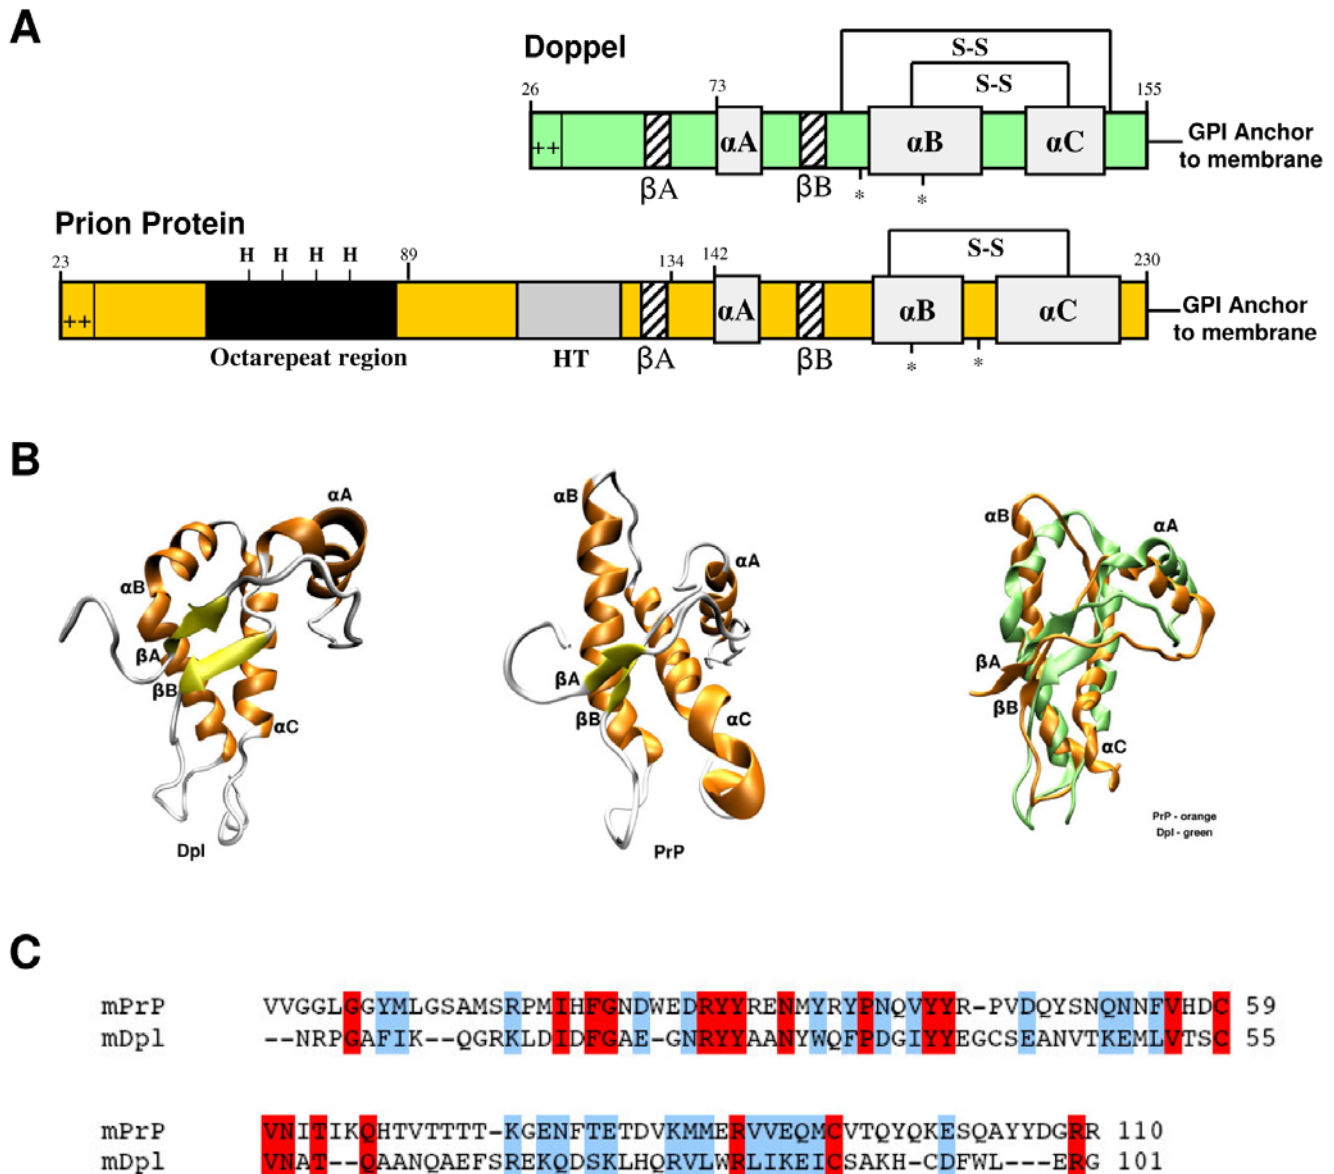 A
Doppel
S-S
S-S
26
73
155
++
αA
αB
αC
GPI Anchor
to membrane
βA
βB
*
*
Prion Protein
23
H H H H
89
134
142
S-S
230
++
αA
αB
αC
GPI Anchor
to membrane
Octarepeat region
HT
βA
βB
*
*
B
αA
αB
βA
βB
αC
Dpl
αB
αA
βA
βB
αC
PrP
αB
αA
βA
βB
αC
PrP - orange
Dpl - green
C
mPrP VVGGLGGYMLGSAMSRPMIHFGNDWEDRYYRENMYRYPNQVYYR-PVDQYSNQNNFVHDC 59
mDpl --NRPGAFIK--QGRKLDIDFGAE-GNRYYAANYWQFPDGIYYEGCSEANVTKEMLVTSC 55
mPrP VNITIKQHTVTTTT-KGENFTETDVKMMERVVEQMCVTQYQKESQAYYDGRR 110
mDpl VNAT--QAANQAEFSREKQDSKLHQRVLWRLIKEICSAKH-CDFWL---ERG 101